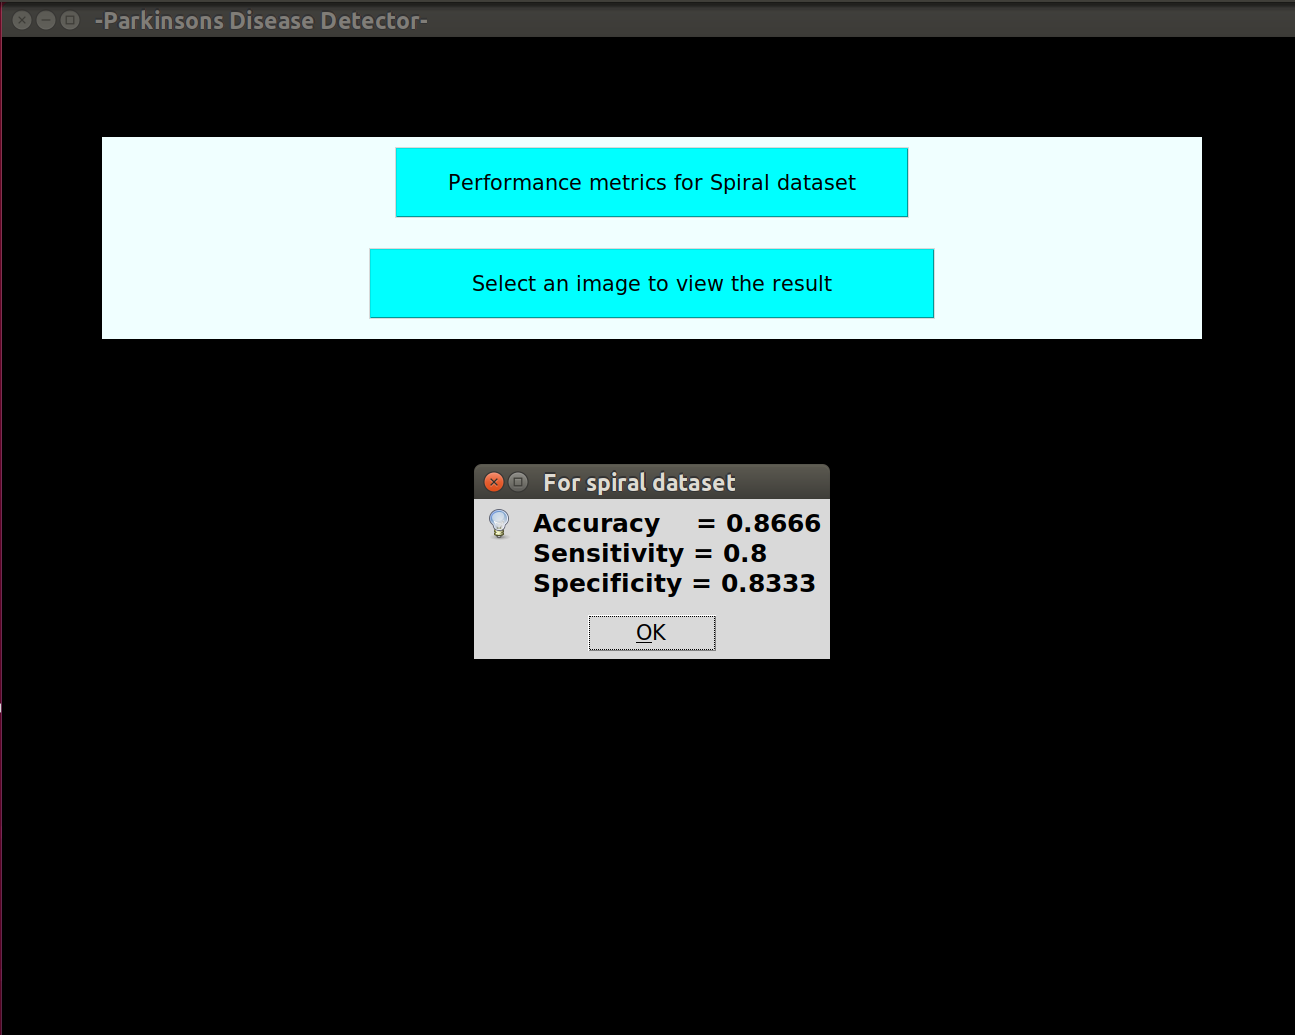 -Parkinsons Disease Detector-
Performance metrics for Spiral dataset
Select an image to view the result
For spiral dataset
Accuracy = 0.8666
Sensitivity = 0.8
Specificity = 0.8333
OK